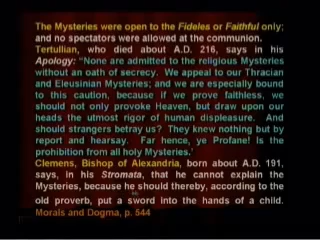 The Mysteries were open to the Fideles or Faithful only;
and no spectators were allowed at the communion.
Tertullian, who died about A.D. 216, says in his
Apology: “None are admitted to the religious Mysteries
without an oath of secrecy. We appeal to our Thracian
and Eleusinian Mysteries; and we are especially bound
to this caution, because if we prove faithless, we
should not only provoke Heaven, but draw upon our
heads the utmost rigor of human displeasure. And
should strangers betray us? They know nothing but by
report and hearsay. Far hence, ye Profane! Is the
prohibition from all holy Mysteries.’
Clemens, Bishop of Alexandria, born about A.D. 191,
says, in his Stromata, that he cannot explain the
Mysteries, because he should thereby, according to the
old proverb, put a sword into the hands of a child.
Morals and Dogma, p. 544